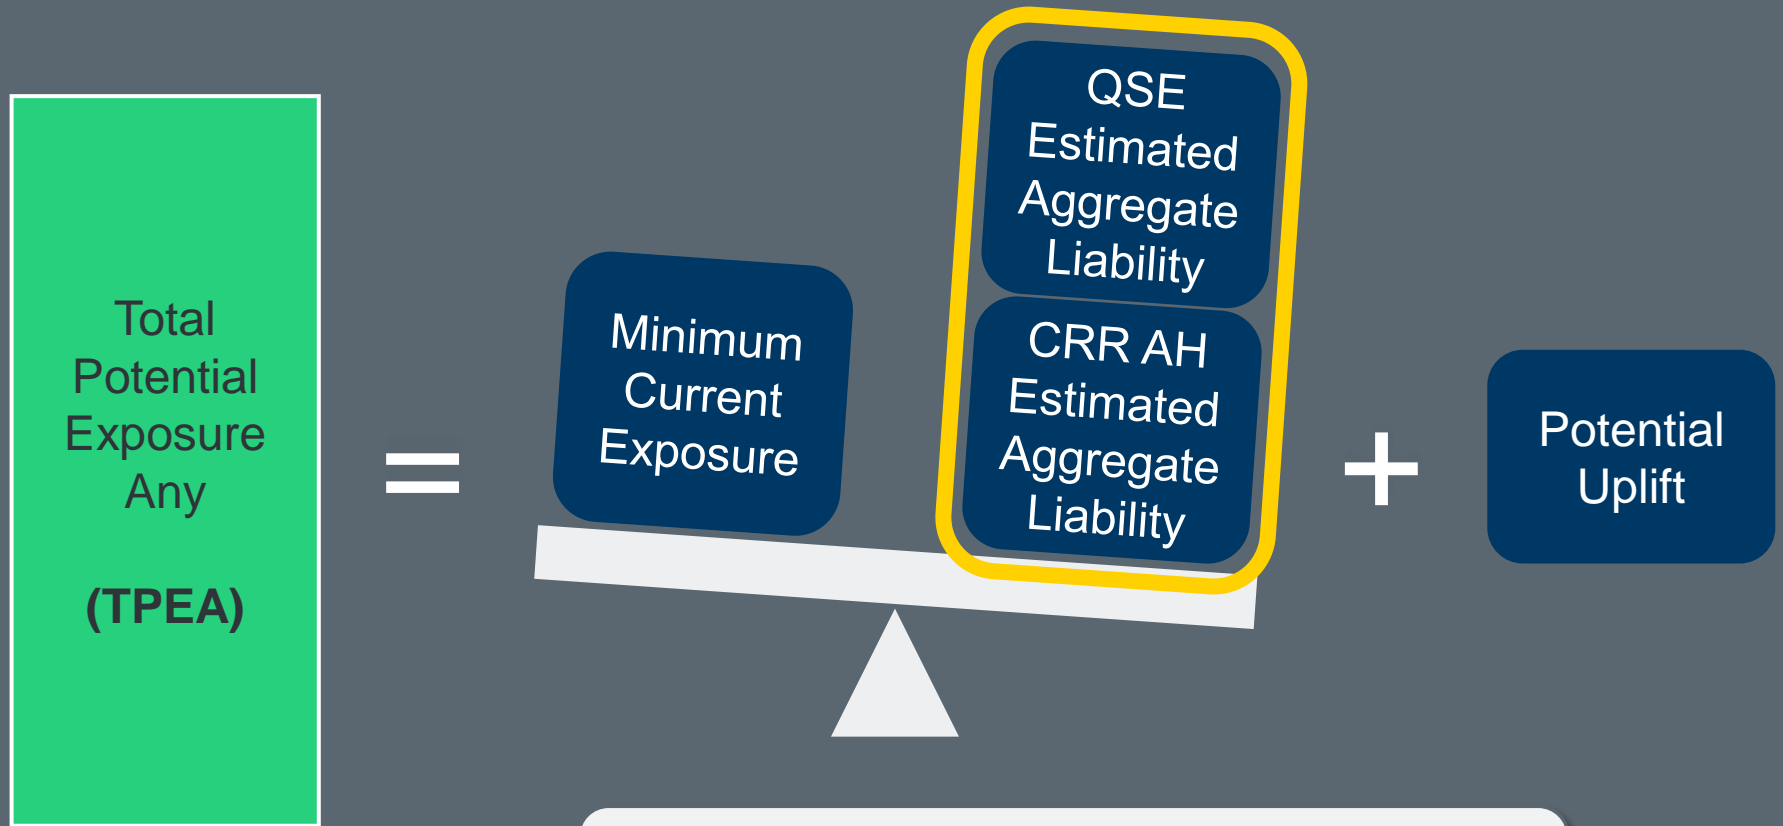 Total
Potential
Exposure
Any
(TPEA)
=
Minimum
Current
Exposure
QSE
Estimated
Aggregate
Liability
CRR AH
Estimated
Aggregate
Liability
+
Potential
Uplift